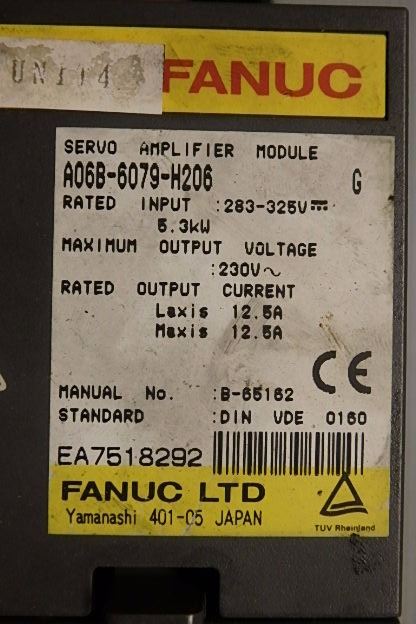 UNIT4
FANUC
SERVO AMPLIFIER MODULE
A06B-6079-H206 G
RATED INPUT :283-325V⎓
5.3kW
MAXIMUM OUTPUT VOLTAGE
:230V~
RATED OUTPUT CURRENT
Laxis 12.5A
Maxis 12.5A
CE
MANUAL No. :B-65162
STANDARD :DIN VDE 0160
EA7518292
FANUC LTD
Yamanashi 401-05 JAPAN
TUV Rheinland